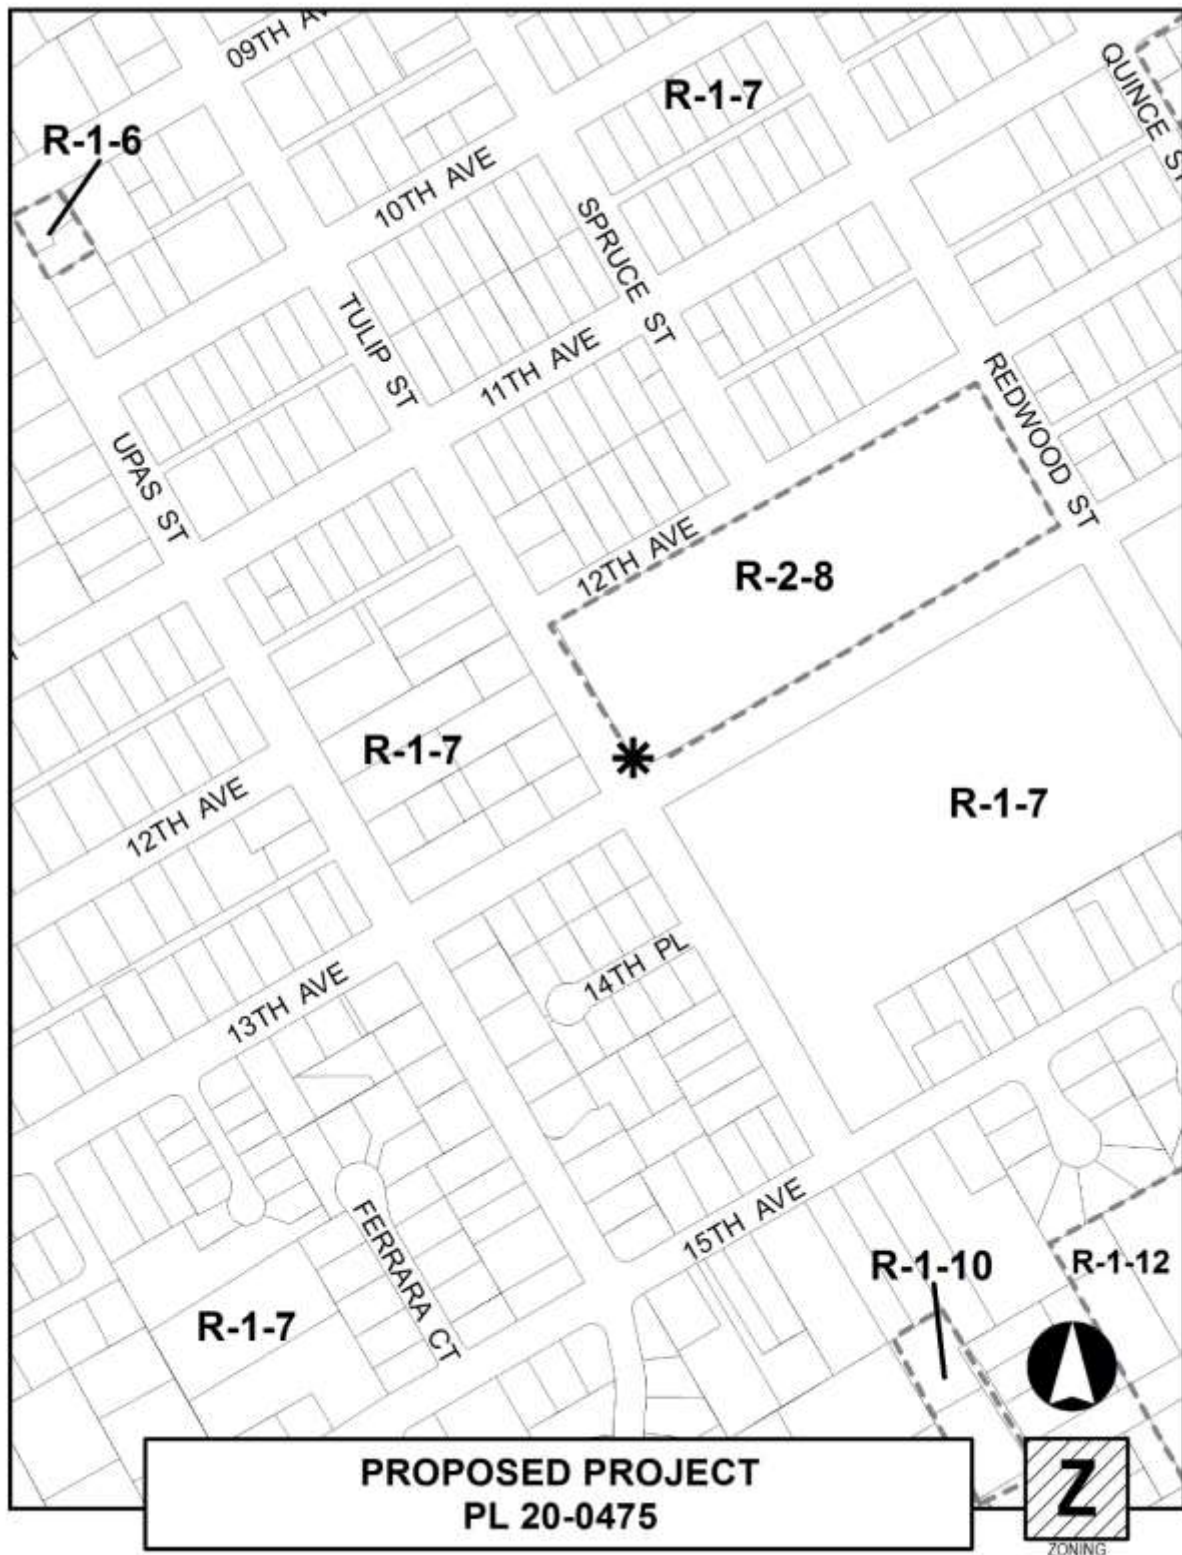 09TH AV
QUINCE ST
R-1-7
R-1-6
10TH AVE
SPRUCE ST
TULIP ST
11TH AVE
REDWOOD ST
UPAS ST
12TH AVE
R-2-8
R-1-7
R-1-7
12TH AVE
14TH PL
13TH AVE
15TH AVE
FERRARA CT
R-1-10
R-1-12
R-1-7
PROPOSED PROJECT
PL 20-0475
Z
ZONING